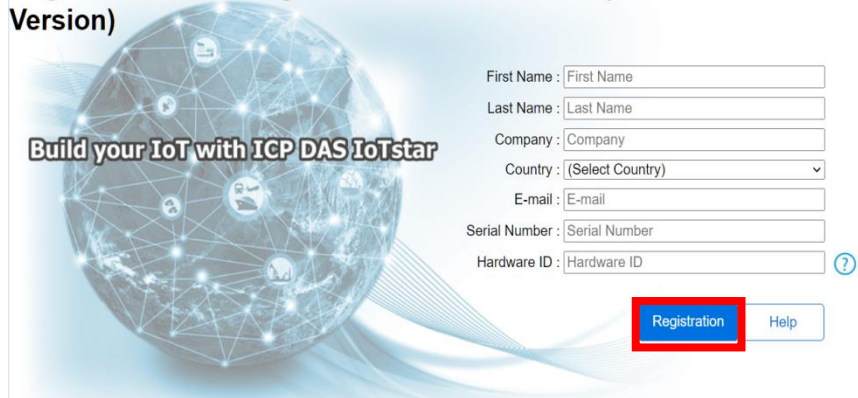 Version)
Build your IoT with ICP DAS IoTstar
First Name : First Name
Last Name : Last Name
Company : Company
Country : (Select Country)
E-mail : E-mail
Serial Number : Serial Number
Hardware ID : Hardware ID ?
Registration Help